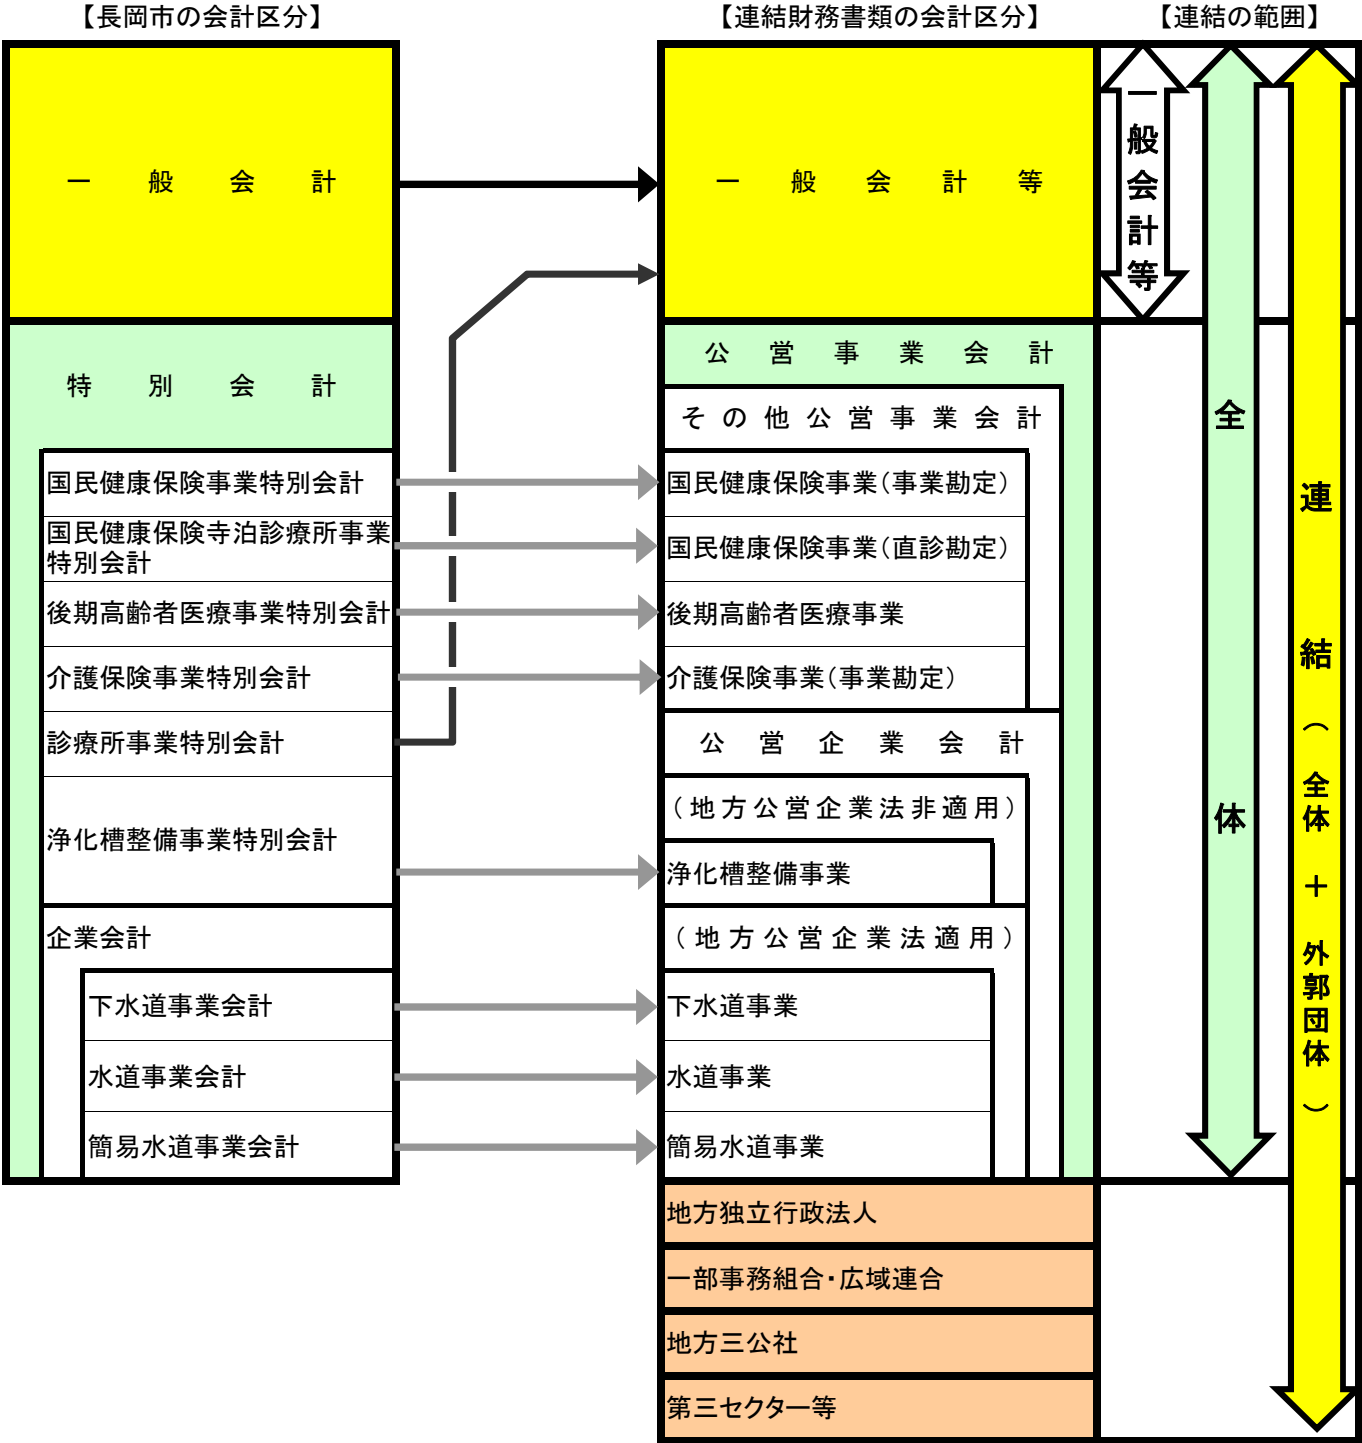 【長岡市の会計区分】
【連結財務書類の会計区分】
【連結の範囲】
一般会計
特別会計
国民健康保険事業特別会計
国民健康保険寺泊診療所事業
特別会計
後期高齢者医療事業特別会計
介護保険事業特別会計
診療所事業特別会計
浄化槽整備事業特別会計
企業会計
下水道事業会計
水道事業会計
簡易水道事業会計
一般会計等
公営事業会計
その他公営事業会計
国民健康保険事業(事業勘定)
国民健康保険事業(直診勘定)
後期高齢者医療事業
介護保険事業(事業勘定)
公営企業会計
(地方公営企業法非適用)
浄化槽整備事業
(地方公営企業法適用)
下水道事業
水道事業
簡易水道事業
地方独立行政法人
一部事務組合・広域連合
地方三公社
第三セクター等
一般会計等
全体
連結(全体+外郭団体)